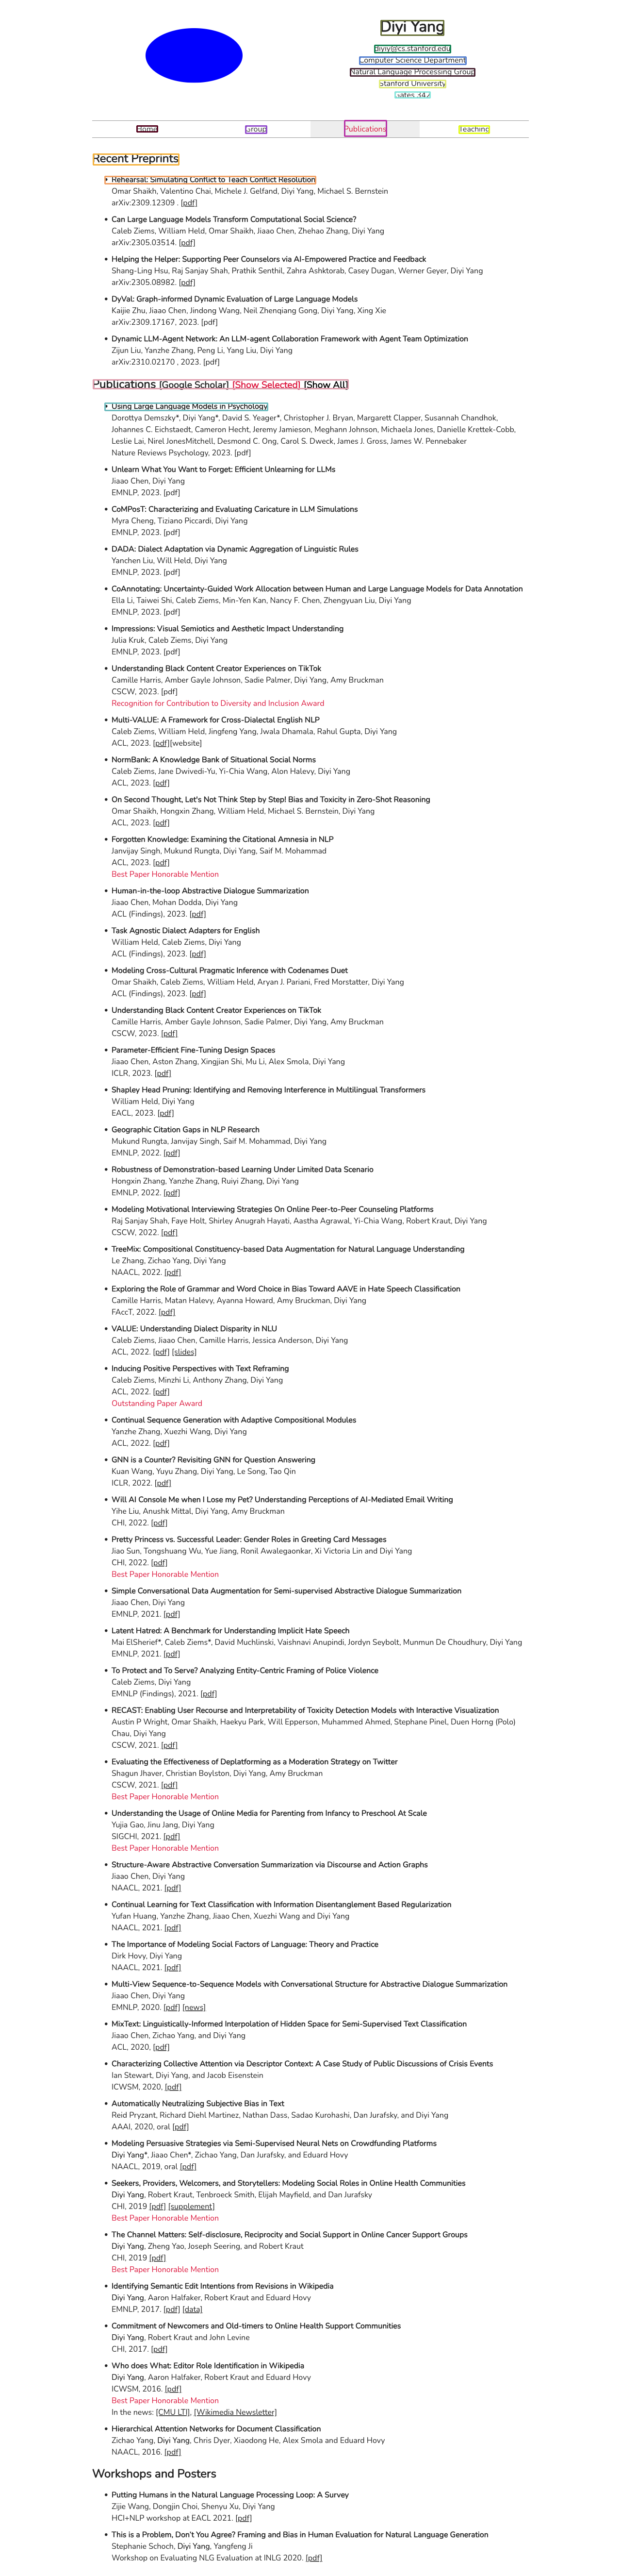 Diyi Yang
diyiy@cs.stanford.edu
Computer Science Department
Natural Language Processing Group
Stanford University
Gates 342
Home
Group
Publications
Teaching
Recent Preprints
Rehearsal: Simulating Conflict to Teach Conflict Resolution
Omar Shaikh, Valentino Chai, Michele J. Gelfand, Diyi Yang, Michael S. Bernstein
arXiv:2309.12309 . [pdf]
Can Large Language Models Transform Computational Social Science?
Caleb Ziems, William Held, Omar Shaikh, Jiaao Chen, Zhehao Zhang, Diyi Yang
arXiv:2305.03514. [pdf]
Helping the Helper: Supporting Peer Counselors via AI-Empowered Practice and Feedback
Shang-Ling Hsu, Raj Sanjay Shah, Prathik Senthil, Zahra Ashktorab, Casey Dugan, Werner Geyer, Diyi Yang
arXiv:2305.08982. [pdf]
DyVal: Graph-informed Dynamic Evaluation of Large Language Models
Kaijie Zhu, Jiaao Chen, Jindong Wang, Neil Zhenqiang Gong, Diyi Yang, Xing Xie
arXiv:2309.17167, 2023. [pdf]
Dynamic LLM-Agent Network: An LLM-agent Collaboration Framework with Agent Team Optimization
Zijun Liu, Yanzhe Zhang, Peng Li, Yang Liu, Diyi Yang
arXiv:2310.02170 , 2023. [pdf]
Publications [Google Scholar] [Show Selected] [Show All]
Using Large Language Models in Psychology
Dorottya Demszky*, Diyi Yang*, David S. Yeager*, Christopher J. Bryan, Margarett Clapper, Susannah Chandhok,
Johannes C. Eichstaedt, Cameron Hecht, Jeremy Jamieson, Meghann Johnson, Michaela Jones, Danielle Krettek-Cobb,
Leslie Lai, Nirel JonesMitchell, Desmond C. Ong, Carol S. Dweck, James J. Gross, James W. Pennebaker
Nature Reviews Psychology, 2023. [pdf]
Unlearn What You Want to Forget: Efficient Unlearning for LLMs
Jiaao Chen, Diyi Yang
EMNLP, 2023. [pdf]
CoMPosT: Characterizing and Evaluating Caricature in LLM Simulations
Myra Cheng, Tiziano Piccardi, Diyi Yang
EMNLP, 2023. [pdf]
DADA: Dialect Adaptation via Dynamic Aggregation of Linguistic Rules
Yanchen Liu, Will Held, Diyi Yang
EMNLP, 2023. [pdf]
CoAnnotating: Uncertainty-Guided Work Allocation between Human and Large Language Models for Data Annotation
Ella Li, Taiwei Shi, Caleb Ziems, Min-Yen Kan, Nancy F. Chen, Zhengyuan Liu, Diyi Yang
EMNLP, 2023. [pdf]
Impressions: Visual Semiotics and Aesthetic Impact Understanding
Julia Kruk, Caleb Ziems, Diyi Yang
EMNLP, 2023. [pdf]
Understanding Black Content Creator Experiences on TikTok
Camille Harris, Amber Gayle Johnson, Sadie Palmer, Diyi Yang, Amy Bruckman
CSCW, 2023. [pdf]
Recognition for Contribution to Diversity and Inclusion Award
Multi-VALUE: A Framework for Cross-Dialectal English NLP
Caleb Ziems, William Held, Jingfeng Yang, Jwala Dhamala, Rahul Gupta, Diyi Yang
ACL, 2023. [pdf][website]
NormBank: A Knowledge Bank of Situational Social Norms
Caleb Ziems, Jane Dwivedi-Yu, Yi-Chia Wang, Alon Halevy, Diyi Yang
ACL, 2023. [pdf]
On Second Thought, Let's Not Think Step by Step! Bias and Toxicity in Zero-Shot Reasoning
Omar Shaikh, Hongxin Zhang, William Held, Michael S. Bernstein, Diyi Yang
ACL, 2023. [pdf]
Forgotten Knowledge: Examining the Citational Amnesia in NLP
Janvijay Singh, Mukund Rungta, Diyi Yang, Saif M. Mohammad
ACL, 2023. [pdf]
Best Paper Honorable Mention
Human-in-the-loop Abstractive Dialogue Summarization
Jiaao Chen, Mohan Dodda, Diyi Yang
ACL (Findings), 2023. [pdf]
Task Agnostic Dialect Adapters for English
William Held, Caleb Ziems, Diyi Yang
ACL (Findings), 2023. [pdf]
Modeling Cross-Cultural Pragmatic Inference with Codenames Duet
Omar Shaikh, Caleb Ziems, William Held, Aryan J. Pariani, Fred Morstatter, Diyi Yang
ACL (Findings), 2023. [pdf]
Understanding Black Content Creator Experiences on TikTok
Camille Harris, Amber Gayle Johnson, Sadie Palmer, Diyi Yang, Amy Bruckman
CSCW, 2023. [pdf]
Parameter-Efficient Fine-Tuning Design Spaces
Jiaao Chen, Aston Zhang, Xingjian Shi, Mu Li, Alex Smola, Diyi Yang
ICLR, 2023. [pdf]
Shapley Head Pruning: Identifying and Removing Interference in Multilingual Transformers
William Held, Diyi Yang
EACL, 2023. [pdf]
Geographic Citation Gaps in NLP Research
Mukund Rungta, Janvijay Singh, Saif M. Mohammad, Diyi Yang
EMNLP, 2022. [pdf]
Robustness of Demonstration-based Learning Under Limited Data Scenario
Hongxin Zhang, Yanzhe Zhang, Ruiyi Zhang, Diyi Yang
EMNLP, 2022. [pdf]
Modeling Motivational Interviewing Strategies On Online Peer-to-Peer Counseling Platforms
Raj Sanjay Shah, Faye Holt, Shirley Anugrah Hayati, Aastha Agrawal, Yi-Chia Wang, Robert Kraut, Diyi Yang
CSCW, 2022. [pdf]
TreeMix: Compositional Constituency-based Data Augmentation for Natural Language Understanding
Le Zhang, Zichao Yang, Diyi Yang
NAACL, 2022. [pdf]
Exploring the Role of Grammar and Word Choice in Bias Toward AAVE in Hate Speech Classification
Camille Harris, Matan Halevy, Ayanna Howard, Amy Bruckman, Diyi Yang
FAccT, 2022. [pdf]
VALUE: Understanding Dialect Disparity in NLU
Caleb Ziems, Jiaao Chen, Camille Harris, Jessica Anderson, Diyi Yang
ACL, 2022. [pdf] [slides]
Inducing Positive Perspectives with Text Reframing
Caleb Ziems, Minzhi Li, Anthony Zhang, Diyi Yang
ACL, 2022. [pdf]
Outstanding Paper Award
Continual Sequence Generation with Adaptive Compositional Modules
Yanzhe Zhang, Xuezhi Wang, Diyi Yang
ACL, 2022. [pdf]
GNN is a Counter? Revisiting GNN for Question Answering
Kuan Wang, Yuyu Zhang, Diyi Yang, Le Song, Tao Qin
ICLR, 2022. [pdf]
Will AI Console Me when I Lose my Pet? Understanding Perceptions of AI-Mediated Email Writing
Yihe Liu, Anushk Mittal, Diyi Yang, Amy Bruckman
CHI, 2022. [pdf]
Pretty Princess vs. Successful Leader: Gender Roles in Greeting Card Messages
Jiao Sun, Tongshuang Wu, Yue Jiang, Ronil Awalegaonkar, Xi Victoria Lin and Diyi Yang
CHI, 2022. [pdf]
Best Paper Honorable Mention
Simple Conversational Data Augmentation for Semi-supervised Abstractive Dialogue Summarization
Jiaao Chen, Diyi Yang
EMNLP, 2021. [pdf]
Latent Hatred: A Benchmark for Understanding Implicit Hate Speech
Mai ElSherief*, Caleb Ziems*, David Muchlinski, Vaishnavi Anupindi, Jordyn Seybolt, Munmun De Choudhury, Diyi Yang
EMNLP, 2021. [pdf]
To Protect and To Serve? Analyzing Entity-Centric Framing of Police Violence
Caleb Ziems, Diyi Yang
EMNLP (Findings), 2021. [pdf]
RECAST: Enabling User Recourse and Interpretability of Toxicity Detection Models with Interactive Visualization
Austin P Wright, Omar Shaikh, Haekyu Park, Will Epperson, Muhammed Ahmed, Stephane Pinel, Duen Horng (Polo)
Chau, Diyi Yang
CSCW, 2021. [pdf]
Evaluating the Effectiveness of Deplatforming as a Moderation Strategy on Twitter
Shagun Jhaver, Christian Boylston, Diyi Yang, Amy Bruckman
CSCW, 2021. [pdf]
Best Paper Honorable Mention
Understanding the Usage of Online Media for Parenting from Infancy to Preschool At Scale
Yujia Gao, Jinu Jang, Diyi Yang
SIGCHI, 2021. [pdf]
Best Paper Honorable Mention
Structure-Aware Abstractive Conversation Summarization via Discourse and Action Graphs
Jiaao Chen, Diyi Yang
NAACL, 2021. [pdf]
Continual Learning for Text Classification with Information Disentanglement Based Regularization
Yufan Huang, Yanzhe Zhang, Jiaao Chen, Xuezhi Wang and Diyi Yang
NAACL, 2021. [pdf]
The Importance of Modeling Social Factors of Language: Theory and Practice
Dirk Hovy, Diyi Yang
NAACL, 2021. [pdf]
Multi-View Sequence-to-Sequence Models with Conversational Structure for Abstractive Dialogue Summarization
Jiaao Chen, Diyi Yang
EMNLP, 2020. [pdf] [news]
MixText: Linguistically-Informed Interpolation of Hidden Space for Semi-Supervised Text Classification
Jiaao Chen, Zichao Yang, and Diyi Yang
ACL, 2020, [pdf]
Characterizing Collective Attention via Descriptor Context: A Case Study of Public Discussions of Crisis Events
Ian Stewart, Diyi Yang, and Jacob Eisenstein
ICWSM, 2020, [pdf]
Automatically Neutralizing Subjective Bias in Text
Reid Pryzant, Richard Diehl Martinez, Nathan Dass, Sadao Kurohashi, Dan Jurafsky, and Diyi Yang
AAAI, 2020, oral [pdf]
Modeling Persuasive Strategies via Semi-Supervised Neural Nets on Crowdfunding Platforms
Diyi Yang*, Jiaao Chen*, Zichao Yang, Dan Jurafsky, and Eduard Hovy
NAACL, 2019, oral [pdf]
Seekers, Providers, Welcomers, and Storytellers: Modeling Social Roles in Online Health Communities
Diyi Yang, Robert Kraut, Tenbroeck Smith, Elijah Mayfield, and Dan Jurafsky
CHI, 2019 [pdf] [supplement]
Best Paper Honorable Mention
The Channel Matters: Self-disclosure, Reciprocity and Social Support in Online Cancer Support Groups
Diyi Yang, Zheng Yao, Joseph Seering, and Robert Kraut
CHI, 2019 [pdf]
Best Paper Honorable Mention
Identifying Semantic Edit Intentions from Revisions in Wikipedia
Diyi Yang, Aaron Halfaker, Robert Kraut and Eduard Hovy
EMNLP, 2017. [pdf] [data]
Commitment of Newcomers and Old-timers to Online Health Support Communities
Diyi Yang, Robert Kraut and John Levine
CHI, 2017. [pdf]
Who does What: Editor Role Identification in Wikipedia
Diyi Yang, Aaron Halfaker, Robert Kraut and Eduard Hovy
ICWSM, 2016. [pdf]
Best Paper Honorable Mention
In the news: [CMU LTI], [Wikimedia Newsletter]
Hierarchical Attention Networks for Document Classification
Zichao Yang, Diyi Yang, Chris Dyer, Xiaodong He, Alex Smola and Eduard Hovy
NAACL, 2016. [pdf]
Workshops and Posters
Putting Humans in the Natural Language Processing Loop: A Survey
Zijie Wang, Dongjin Choi, Shenyu Xu, Diyi Yang
HCI+NLP workshop at EACL 2021. [pdf]
This is a Problem, Don't You Agree? Framing and Bias in Human Evaluation for Natural Language Generation
Stephanie Schoch, Diyi Yang, Yangfeng Ji
Workshop on Evaluating NLG Evaluation at INLG 2020. [pdf]